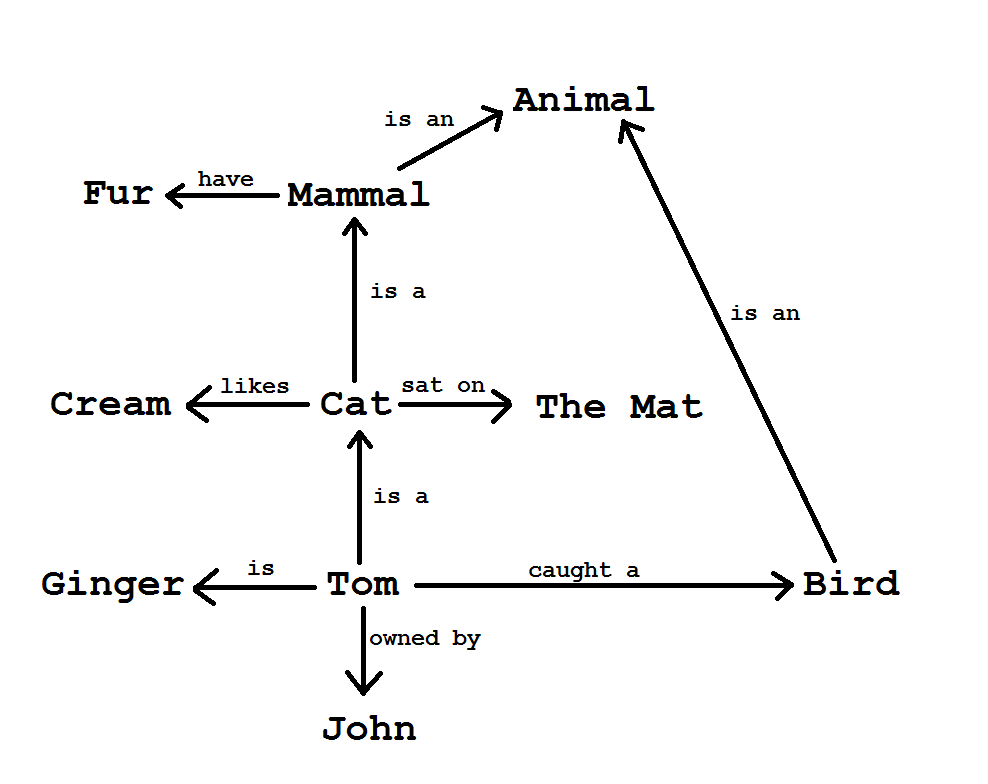 Animal
is an
have
Fur
Mammal
is a
is an
likes
sat on
Cream
Cat
The Mat
is a
is
caught a
Ginger
Tom
Bird
owned by
John